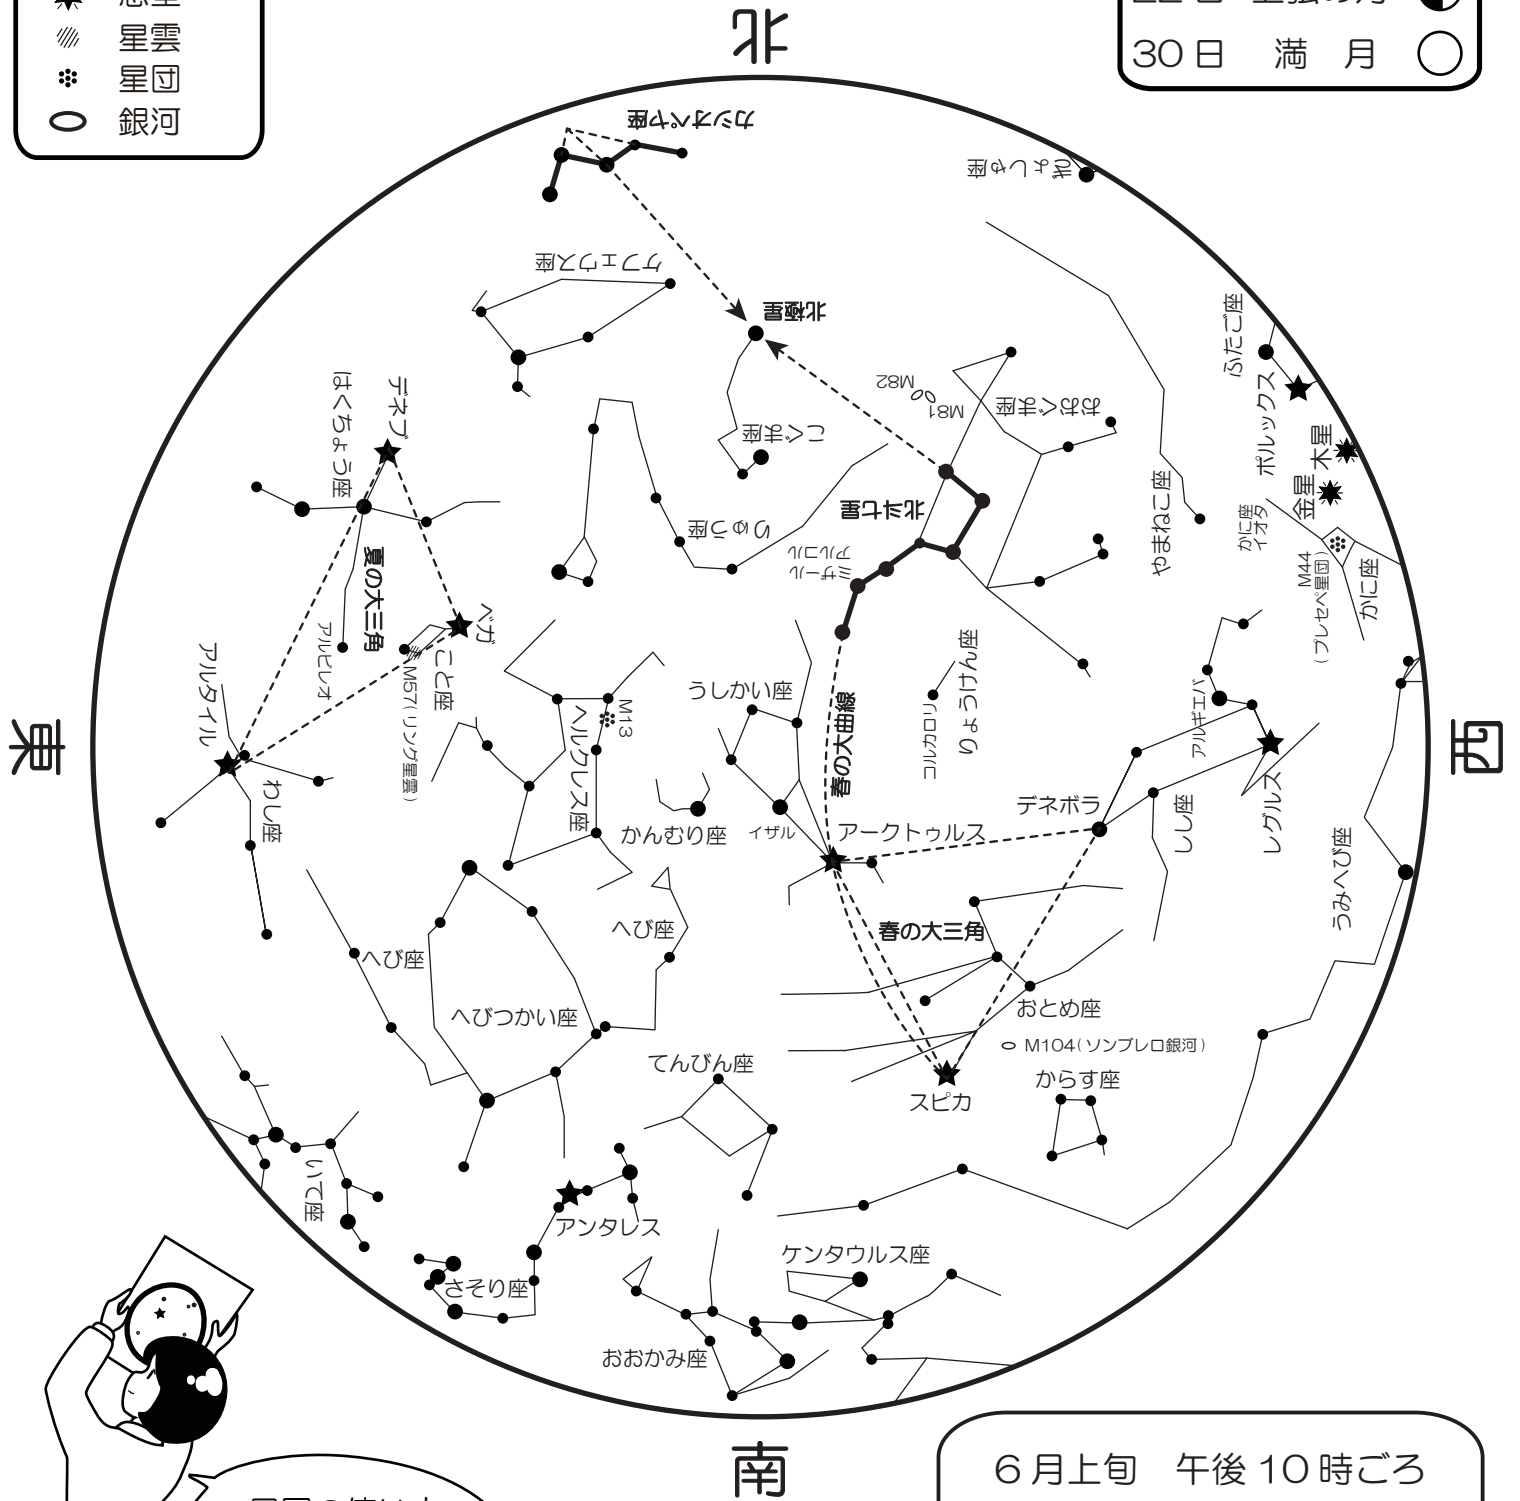 星雲
星団
銀河
30日 満月
北
カシオペヤ座
ぎょしゃ座
ケフェウス座
北極星
ふたご座
ポルックス
木星
金星
M82
M81
おおぐま座
こぐま座
デネブ
はくちょう座
北斗七星
りゅう座
アルコル
ミザール
やまねこ座
かに座
イオタ
M44
(プレセペ星団)
かに座
夏の大三角
ベガ
こと座
アルビレオ
M57(リング星雲)
アルタイル
わし座
うしかい座
M13
ヘルクレス座
春の大曲線
りょうけん座
コルカロリ
アルギエバ
東
西
かんむり座
イザル
アークトゥルス
デネボラ
しし座
レグルス
うみへび座
へび座
へび座
春の大三角
へびつかい座
おとめ座
M104(ソンブレロ銀河)
てんびん座
からす座
スピカ
いて座
アンタレス
さそり座
ケンタウルス座
おおかみ座
南
6月上旬 午後10時ごろ